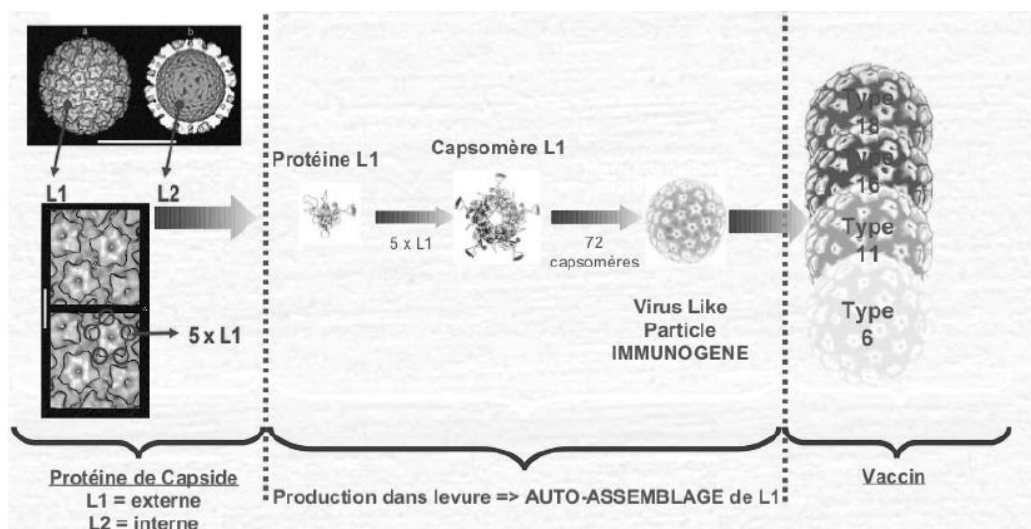 a
b
L1
L2
5 x L1
Protéine de Capside
L1 = externe
L2 = interne
Protéine L1
5 x L1
Capsomère L1
72
capsomères
Virus Like
Particle
IMMUNOGENE
Production dans levure => AUTO-ASSEMBLAGE de L1
Type
18
Type
16
Type
11
Type
6
Vaccin